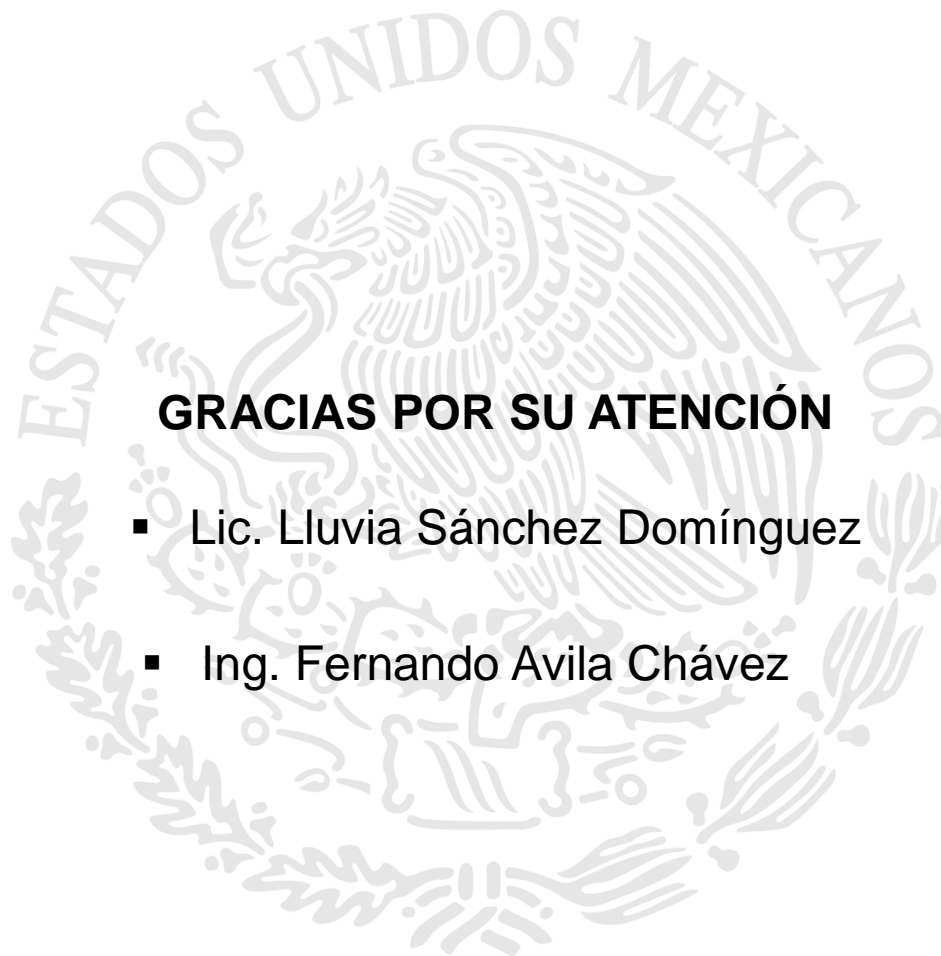 ESTADOS UNIDOS MEXICANOS
GRACIAS POR SU ATENCIÓN
▪ Lic. Lluvia Sánchez Domínguez
▪ Ing. Fernando Avila Chávez